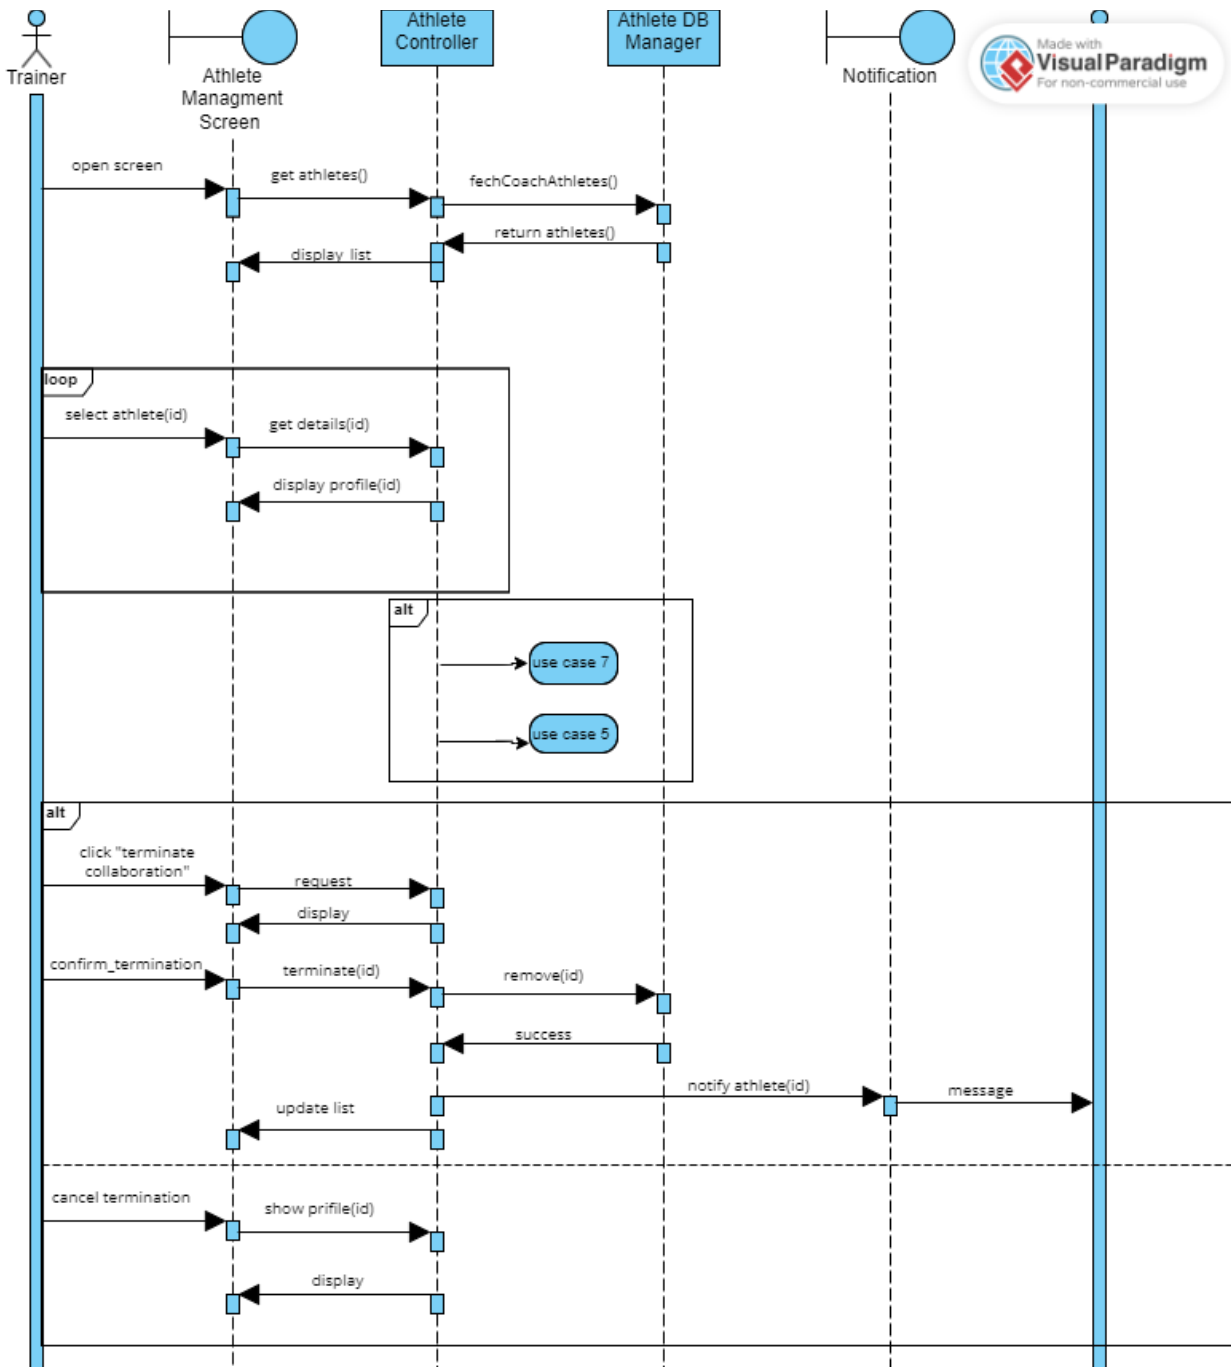 Trainer
Athlete
Managment
Screen
Athlete
Controller
Athlete DB
Manager
Notification
Made with
VisualParadigm
For non-commercial use
open screen
get athletes()
fechCoachAthletes()
return athletes()
display list
loop
select athlete(id)
get details(id)
display profile(id)
alt
use case 7
use case 5
alt
click "terminate
collaboration"
request
display
confirm_termination
terminate(id)
remove(id)
success
notify athlete(id)
message
update list
cancel termination
show prifile(id)
display